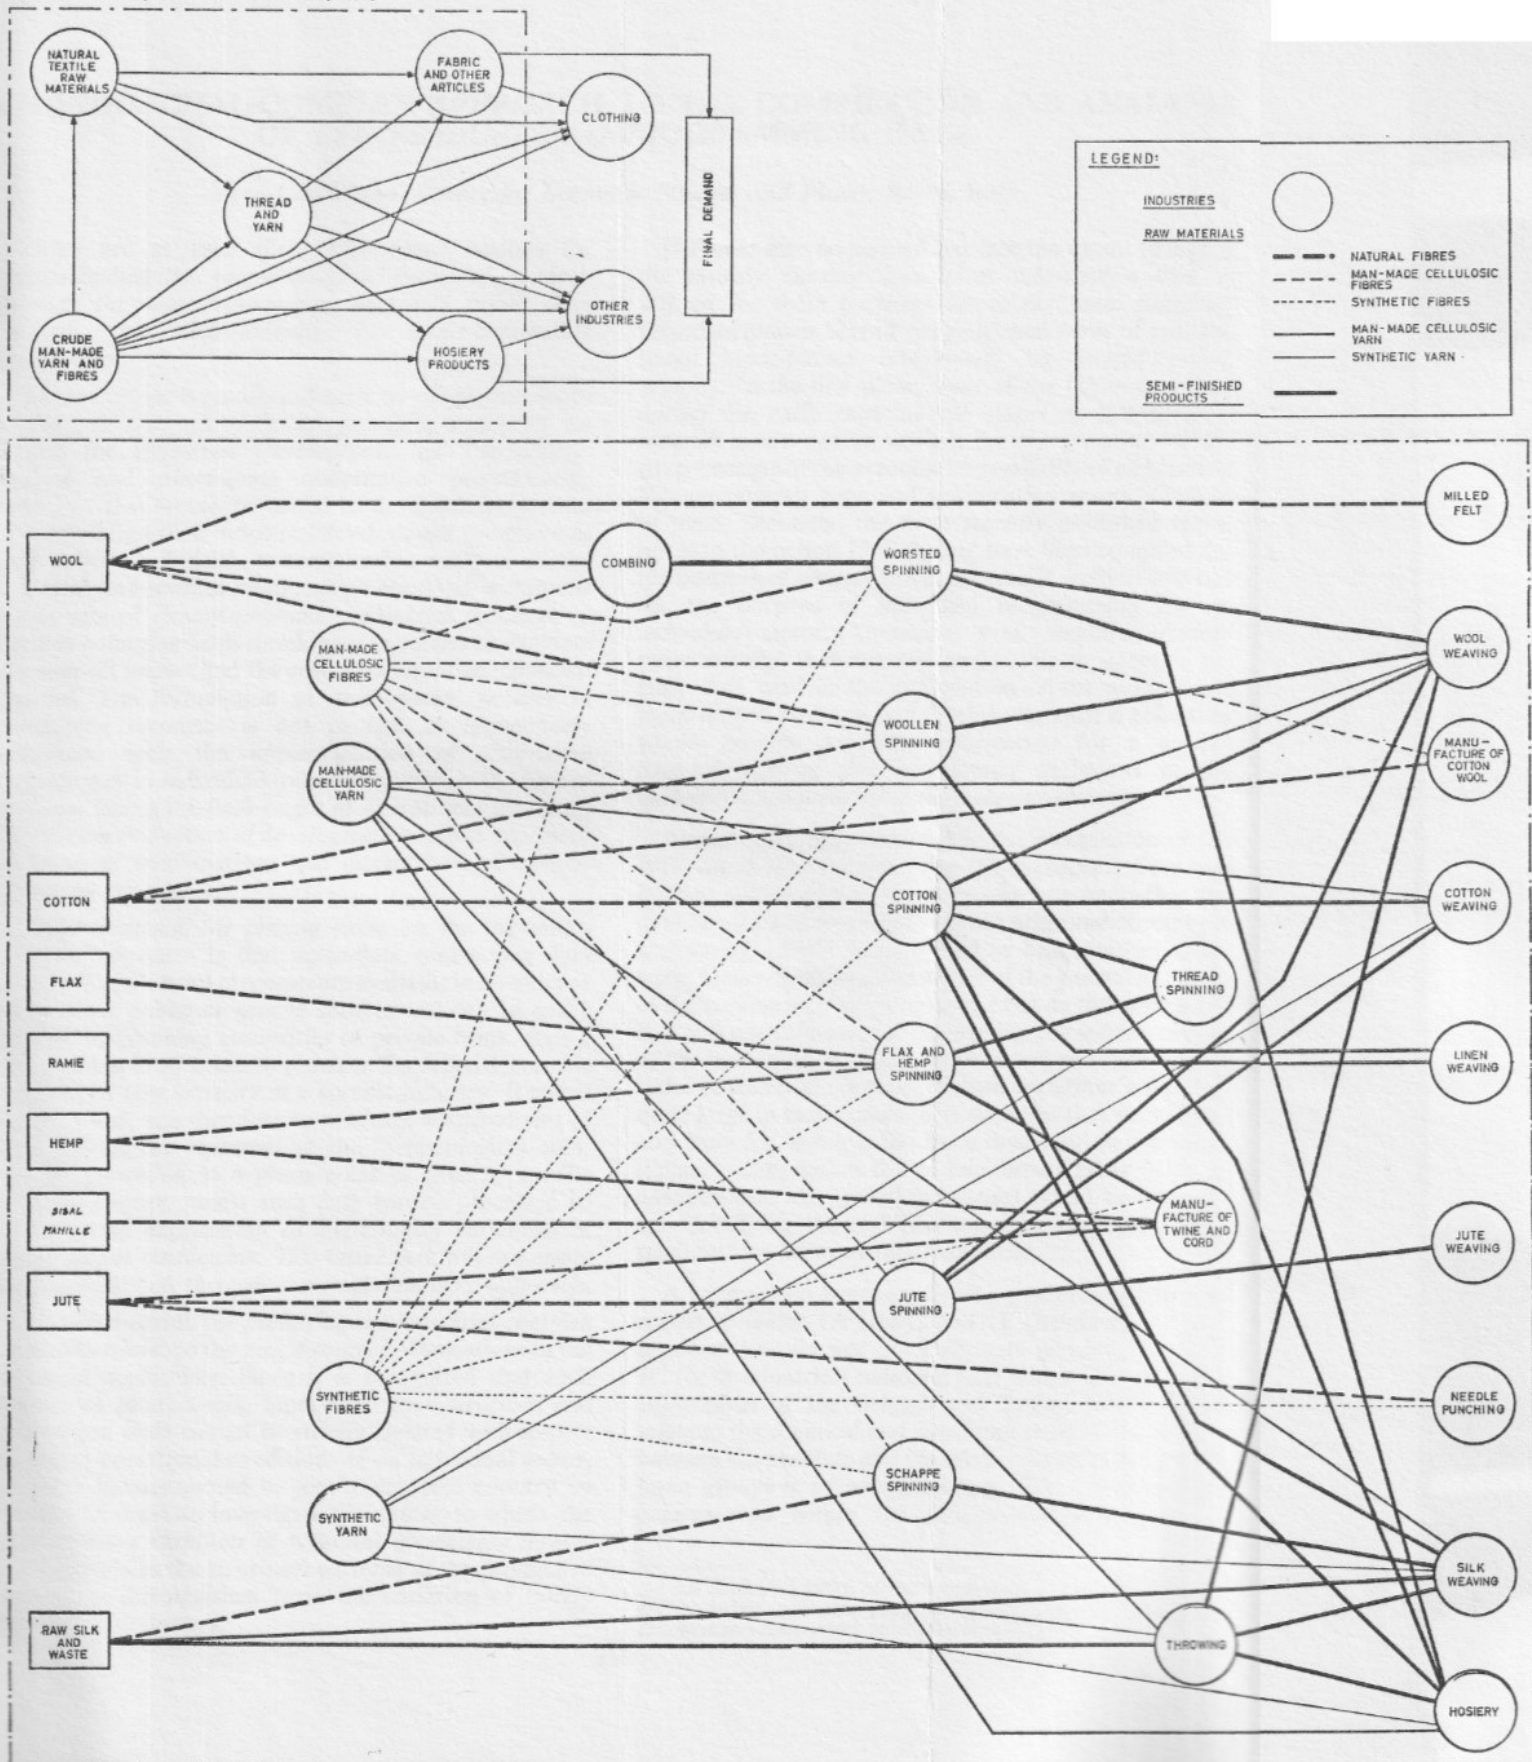 NATURAL
TEXTILE
RAW
MATERIALS
FABRIC
AND OTHER
ARTICLES
CLOTHING
THREAD
AND
YARN
FINAL DEMAND
OTHER
INDUSTRIES
CRUDE
MAN-MADE
YARN AND
FIBRES
HOSIERY
PRODUCTS
LEGEND:
INDUSTRIES
RAW MATERIALS
NATURAL FIBRES
MAN-MADE CELLULOSIC
FIBRES
SYNTHETIC FIBRES
MAN-MADE CELLULOSIC
YARN
SYNTHETIC YARN
SEMI-FINISHED
PRODUCTS
MILLED
FELT
WOOL
COMBING
WORSTED
SPINNING
MAN-MADE
CELLULOSIC
FIBRES
WOOL
WEAVING
WOOLLEN
SPINNING
MANU-
FACTURE OF
COTTON
WOOL
MAN-MADE
CELLULOSIC
YARN
COTTON
COTTON
SPINNING
COTTON
WEAVING
FLAX
THREAD
SPINNING
RAMIE
FLAX AND
HEMP
SPINNING
LINEN
WEAVING
HEMP
SISAL
MANILLE
MANU-
FACTURE OF
TWINE AND
CORD
JUTE
WEAVING
JUTE
JUTE
SPINNING
SYNTHETIC
FIBRES
NEEDLE
PUNCHING
SCHAPPE
SPINNING
SYNTHETIC
YARN
SILK
WEAVING
RAW SILK
AND
WASTE
THROWING
HOSIERY